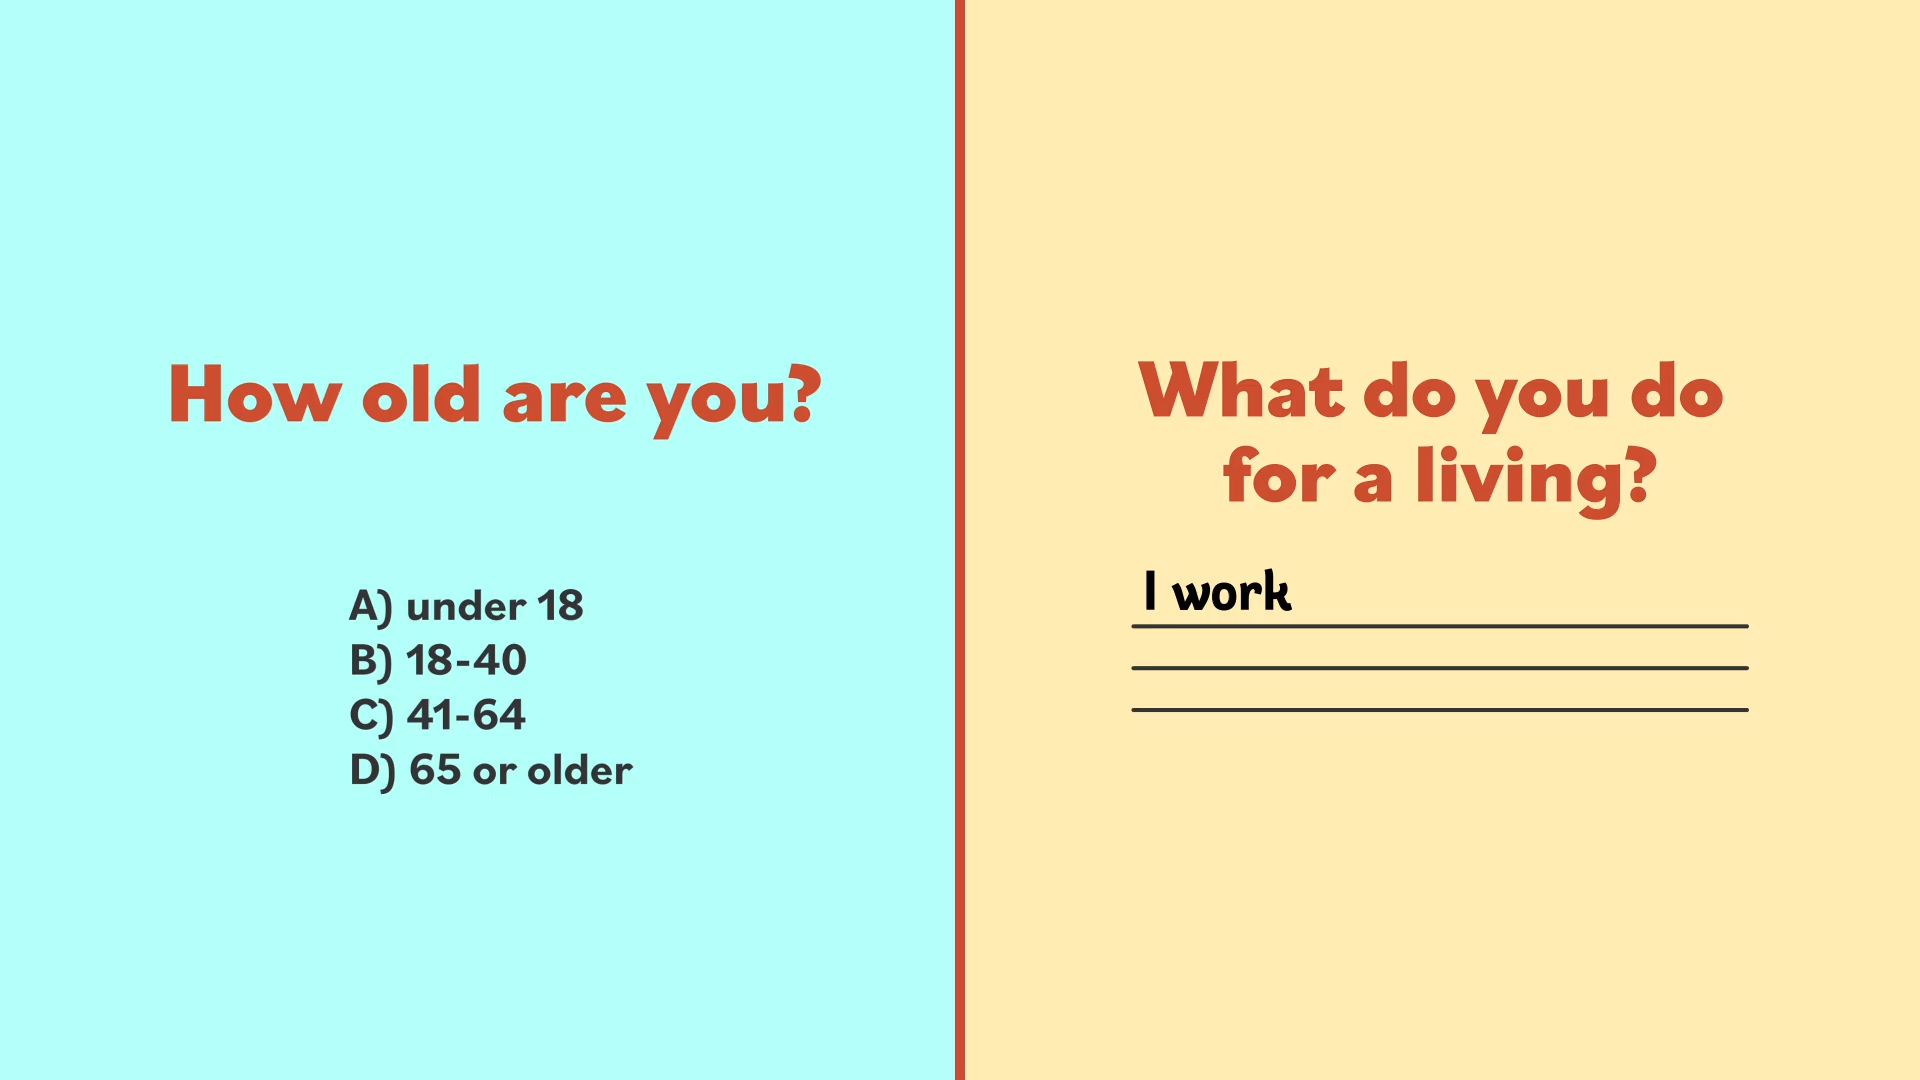 How old are you?
A) under 18
B) 18-40
C) 41-64
D) 65 or older
What do you do
for a living?
I work